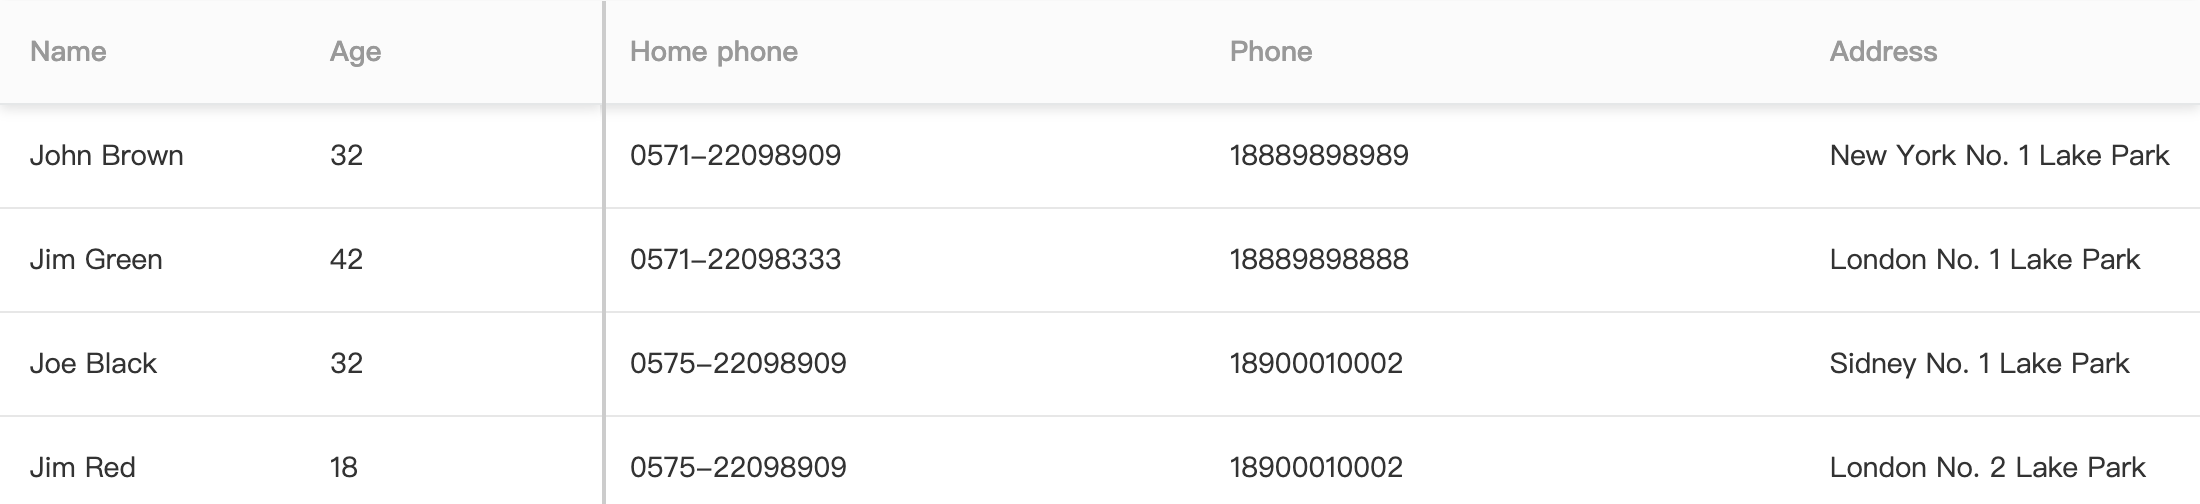 Name Age Home phone Phone Address
John Brown 32 0571-22098909 18889898989 New York No. 1 Lake Park
Jim Green 42 0571-22098333 18889898888 London No. 1 Lake Park
Joe Black 32 0575-22098909 18900010002 Sidney No. 1 Lake Park
Jim Red 18 0575-22098909 18900010002 London No. 2 Lake Park